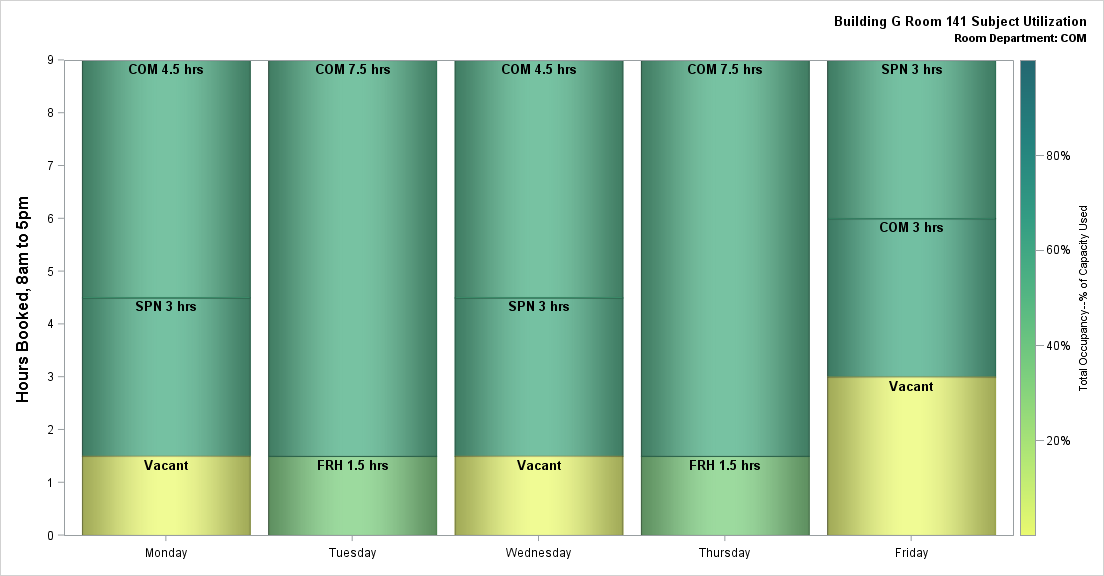 Building G Room 141 Subject Utilization
Room Department: COM
Hours Booked, 8am to 5pm
9
8
7
6
5
4
3
2
1
0
COM 4.5 hrs
SPN 3 hrs
Vacant
COM 7.5 hrs
FRH 1.5 hrs
COM 4.5 hrs
SPN 3 hrs
Vacant
COM 7.5 hrs
FRH 1.5 hrs
SPN 3 hrs
COM 3 hrs
Vacant
Monday
Tuesday
Wednesday
Thursday
Friday
80%
60%
40%
20%
Total Occupancy--% of Capacity Used